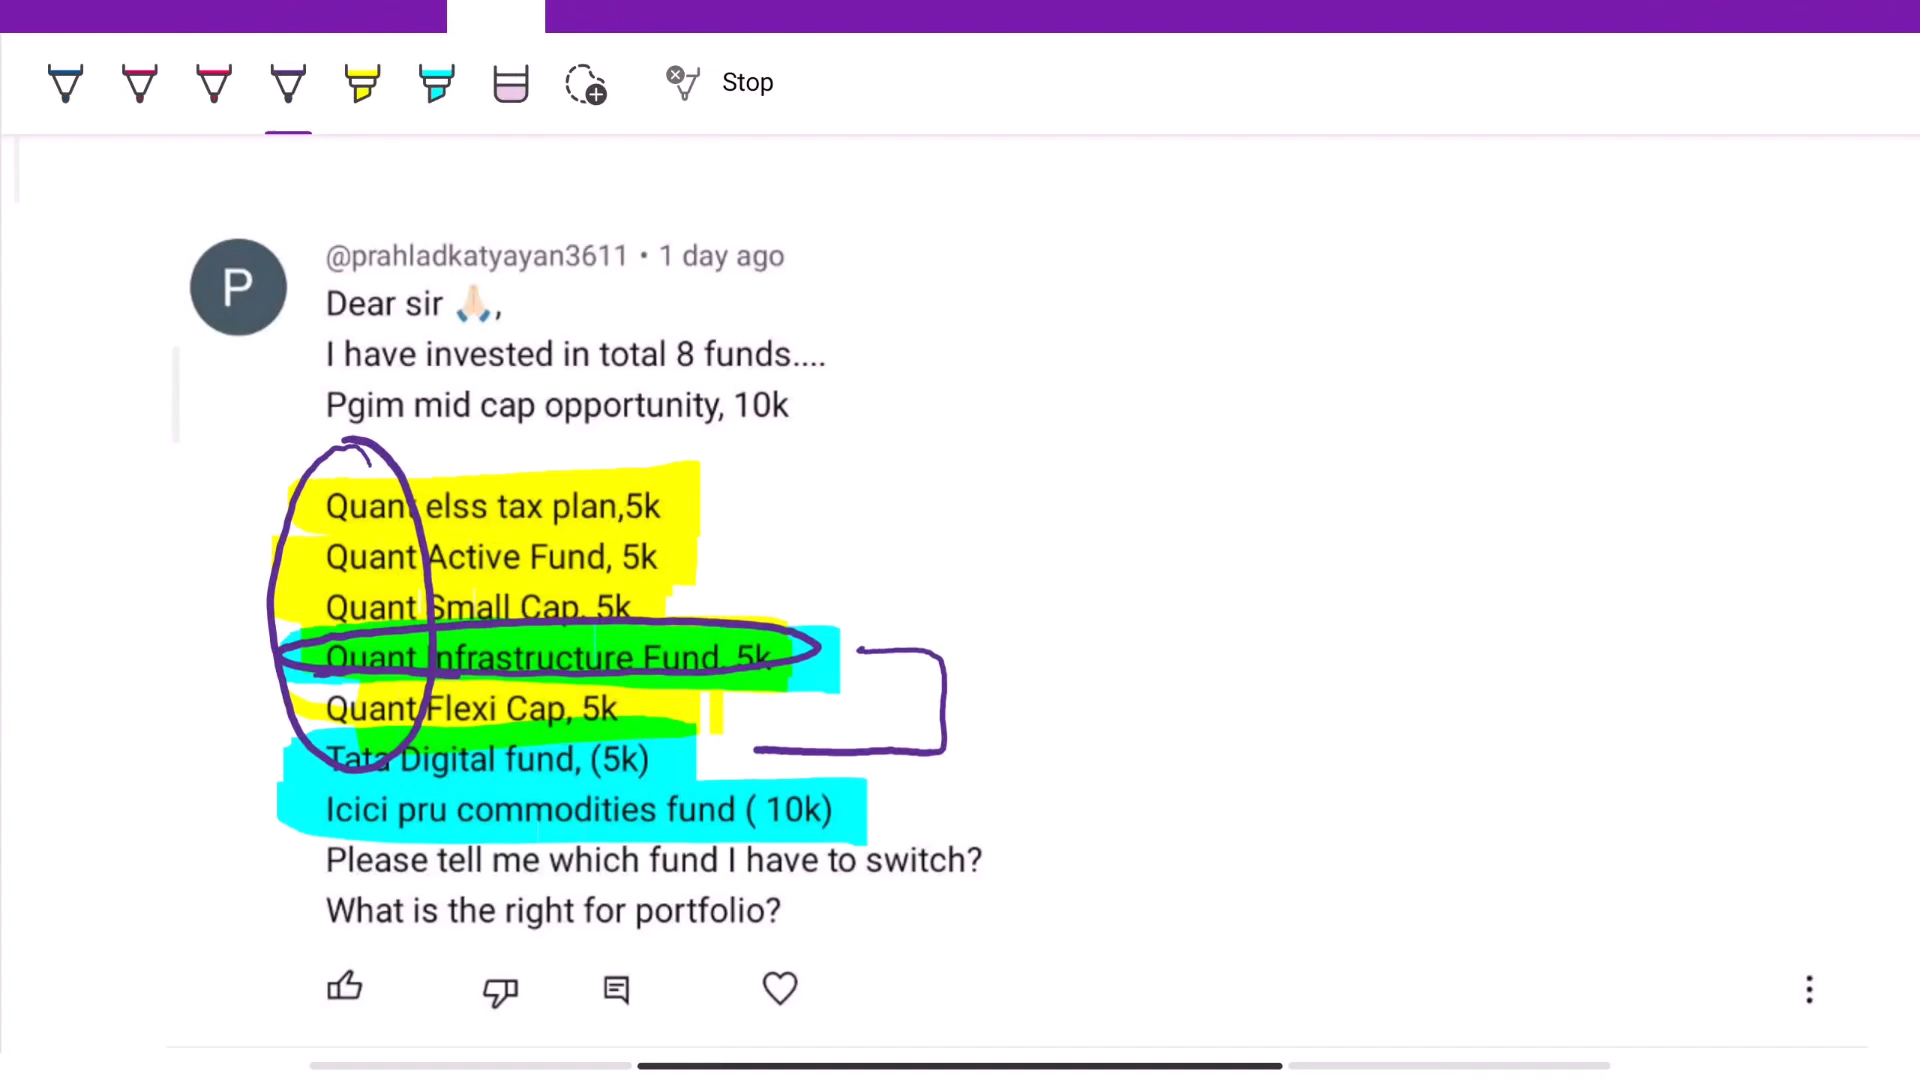 Stop
@prahladkatyayan3611 • 1 day ago
P
Dear sir 🙏🏻,
I have invested in total 8 funds....
Pgim mid cap opportunity, 10k
Quant elss tax plan,5k
Quant Active Fund, 5k
Quant Small Cap, 5k
Quant Infrastructure Fund, 5k
Quant Flexi Cap, 5k
Tata Digital fund, (5k)
Icici pru commodities fund ( 10k)
Please tell me which fund I have to switch?
What is the right for portfolio?